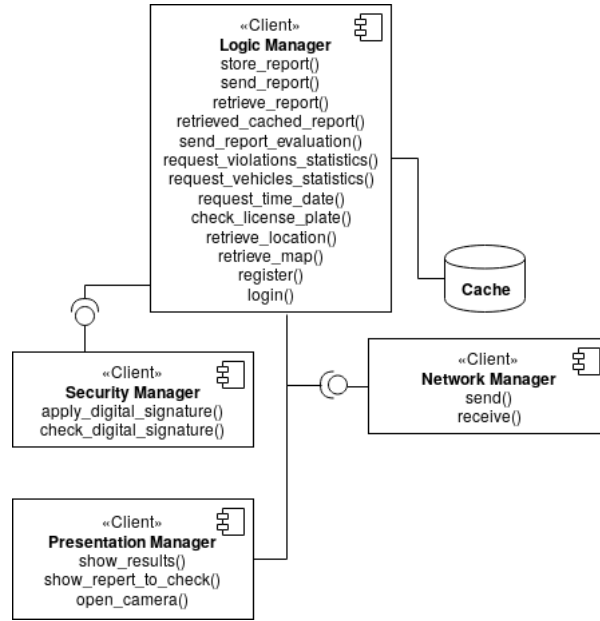 «Client»
Logic Manager
store_report()
send_report()
retrieve_report()
retrieved_cached_report()
send_report_evaluation()
request_violations_statistics()
request_vehicles_statistics()
request_time_date()
check_license_plate()
retrieve_location()
retrieve_map()
register()
login()
Cache
«Client»
Security Manager
apply_digital_signature()
check_digital_signature()
«Client»
Network Manager
send()
receive()
«Client»
Presentation Manager
show_results()
show_repert_to_check()
open_camera()